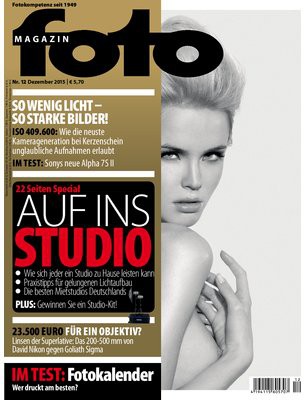 Fotokompetenz seit 1949
foto
MAGAZIN
Nr. 12 Dezember 2015 | € 5,70
SO WENIG LICHT –
SO STARKE BILDER!
ISO 409.600: Wie die neuste
Kamerageneration bei Kerzenschein
unglaubliche Aufnahmen erlaubt
IM TEST: Sonys neue Alpha 7S II
22 Seiten Special
AUF INS
STUDIO
• Wie sich jeder ein Studio zu Hause leisten kann
• Praxistipps für gelungenen Lichtaufbau
• Die besten Mietstudios Deutschlands
PLUS: Gewinnen Sie ein Studio-Kit!
23.500 EURO FÜR EIN OBJEKTIV?
Linsen der Superlative: Das 200-500 mm von
David Nikon gegen Goliath Sigma
IM TEST: Fotokalender
Wer druckt am besten?